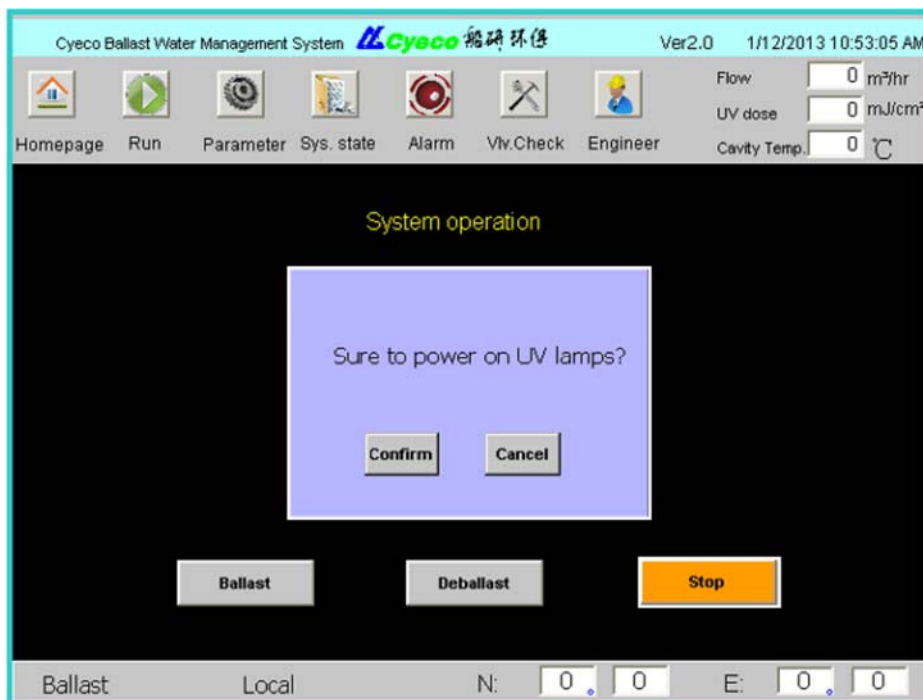 Cyeco Ballast Water Management System Cyeco 船研环保 Ver2.0 1/12/2013 10:53:05 AM
Flow 0 m³/hr
UV dose 0 mJ/cm²
Homepage Run Parameter Sys. state Alarm Vlv.Check Engineer Cavity Temp. 0 ℃
System operation
Sure to power on UV lamps?
Confirm Cancel
Ballast Deballast Stop
Ballast Local N: 0 。 0 E: 0 。 0